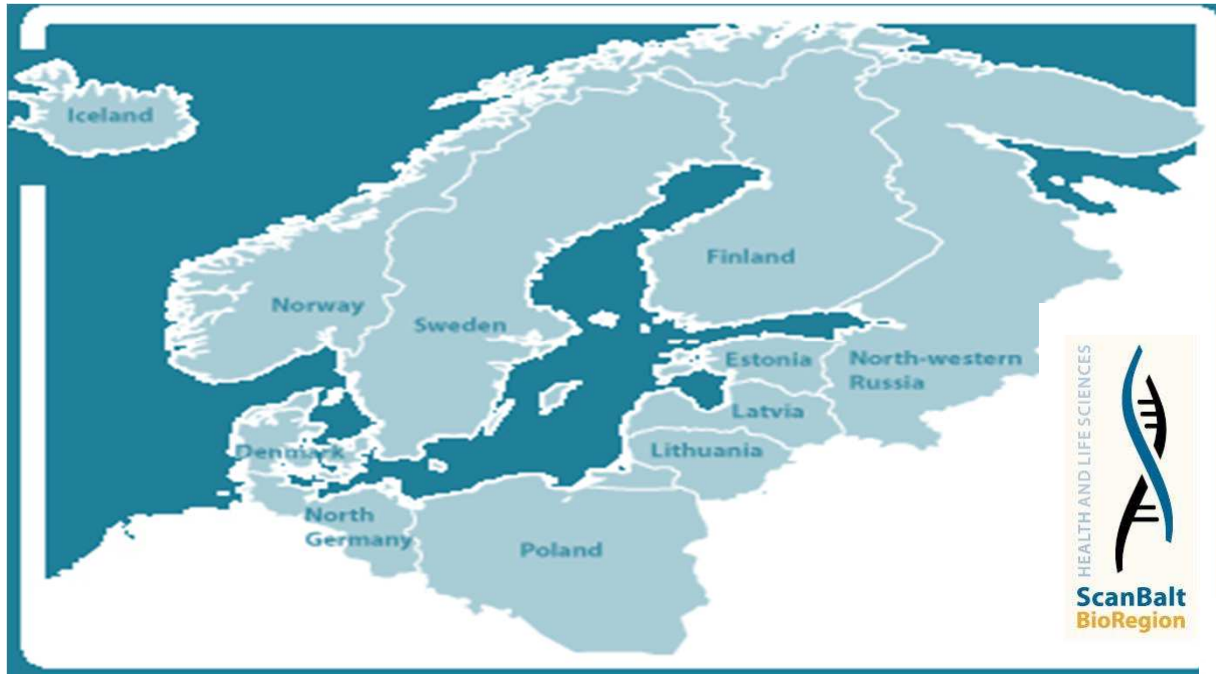 Iceland
Finland
Norway
Sweden
Estonia
North-western
Russia
Latvia
Denmark
Lithuania
North
Germany
Poland
HEALTH AND LIFE SCIENCES
ScanBalt
BioRegion